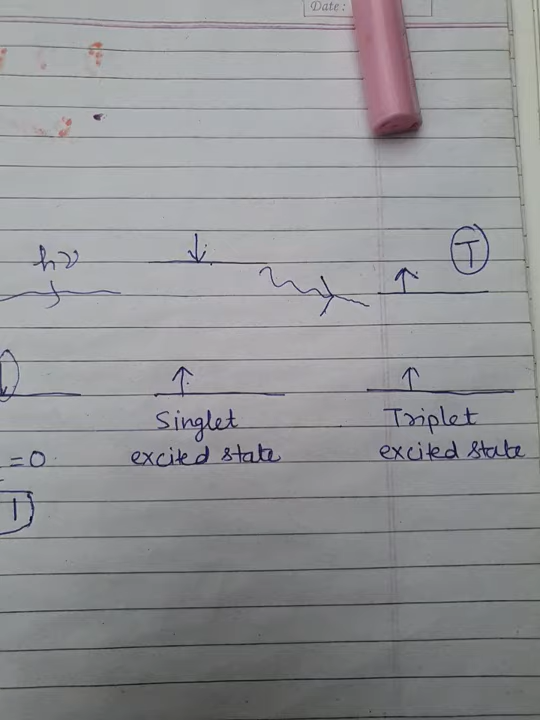 Date:
hν
T
Singlet
excited state
Triplet
excited state
=0
1